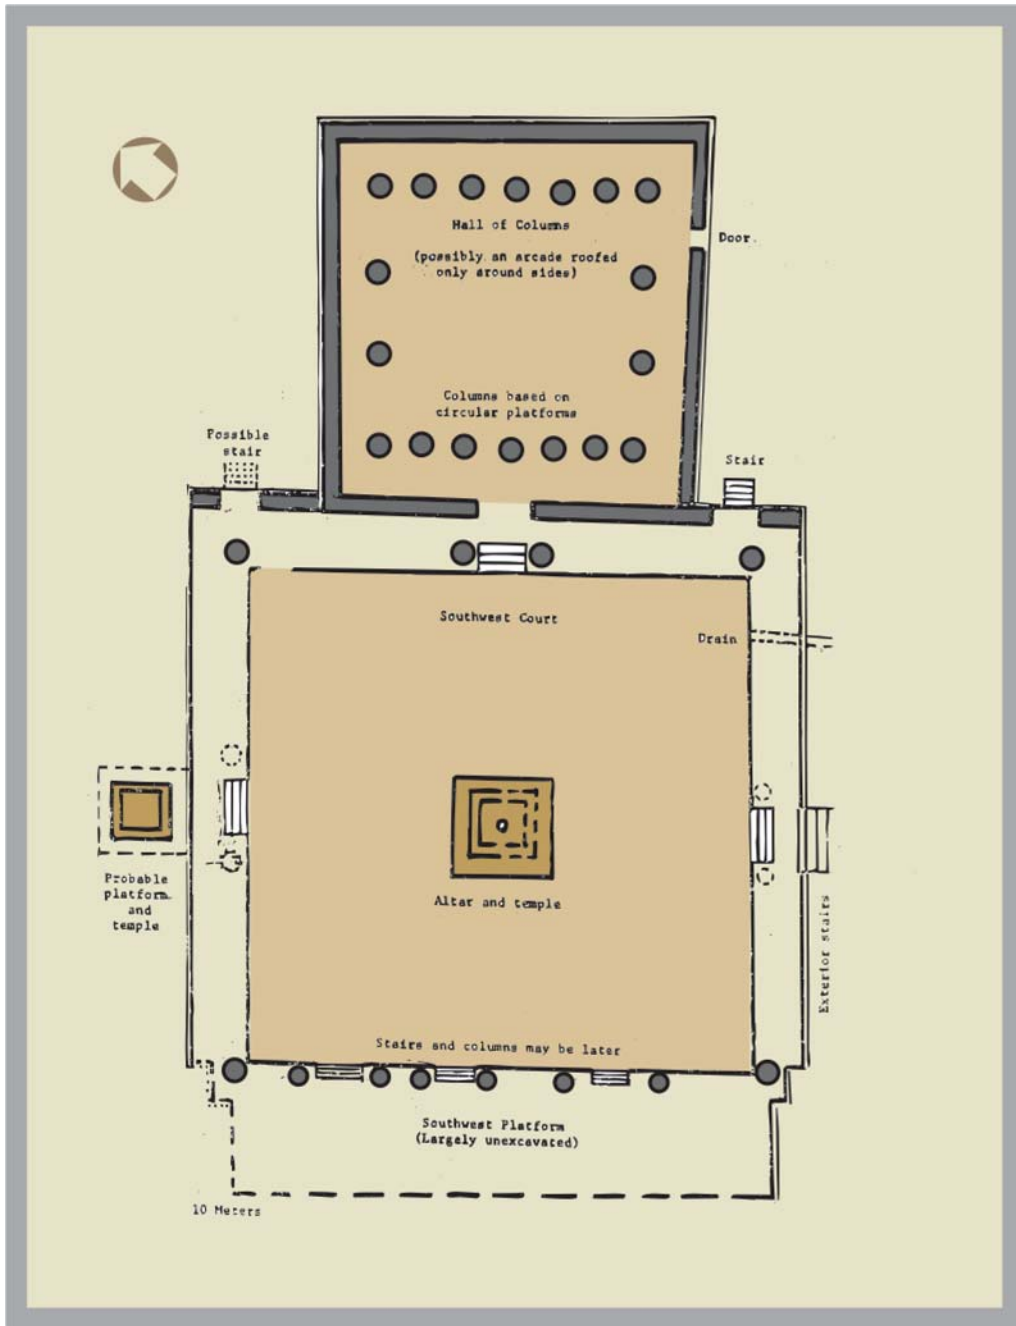 Hall of Columns
(possibly an arcade roofed
only around sides)
Door
Columns based on
circular platforms
Possible
stair
Stair
Southwest Court
Drain
Altar and temple
Probable
platform
and
temple
Exterior stairs
Stairs and columns may be later
Southwest Platform
(Largely unexcavated)
10 Meters